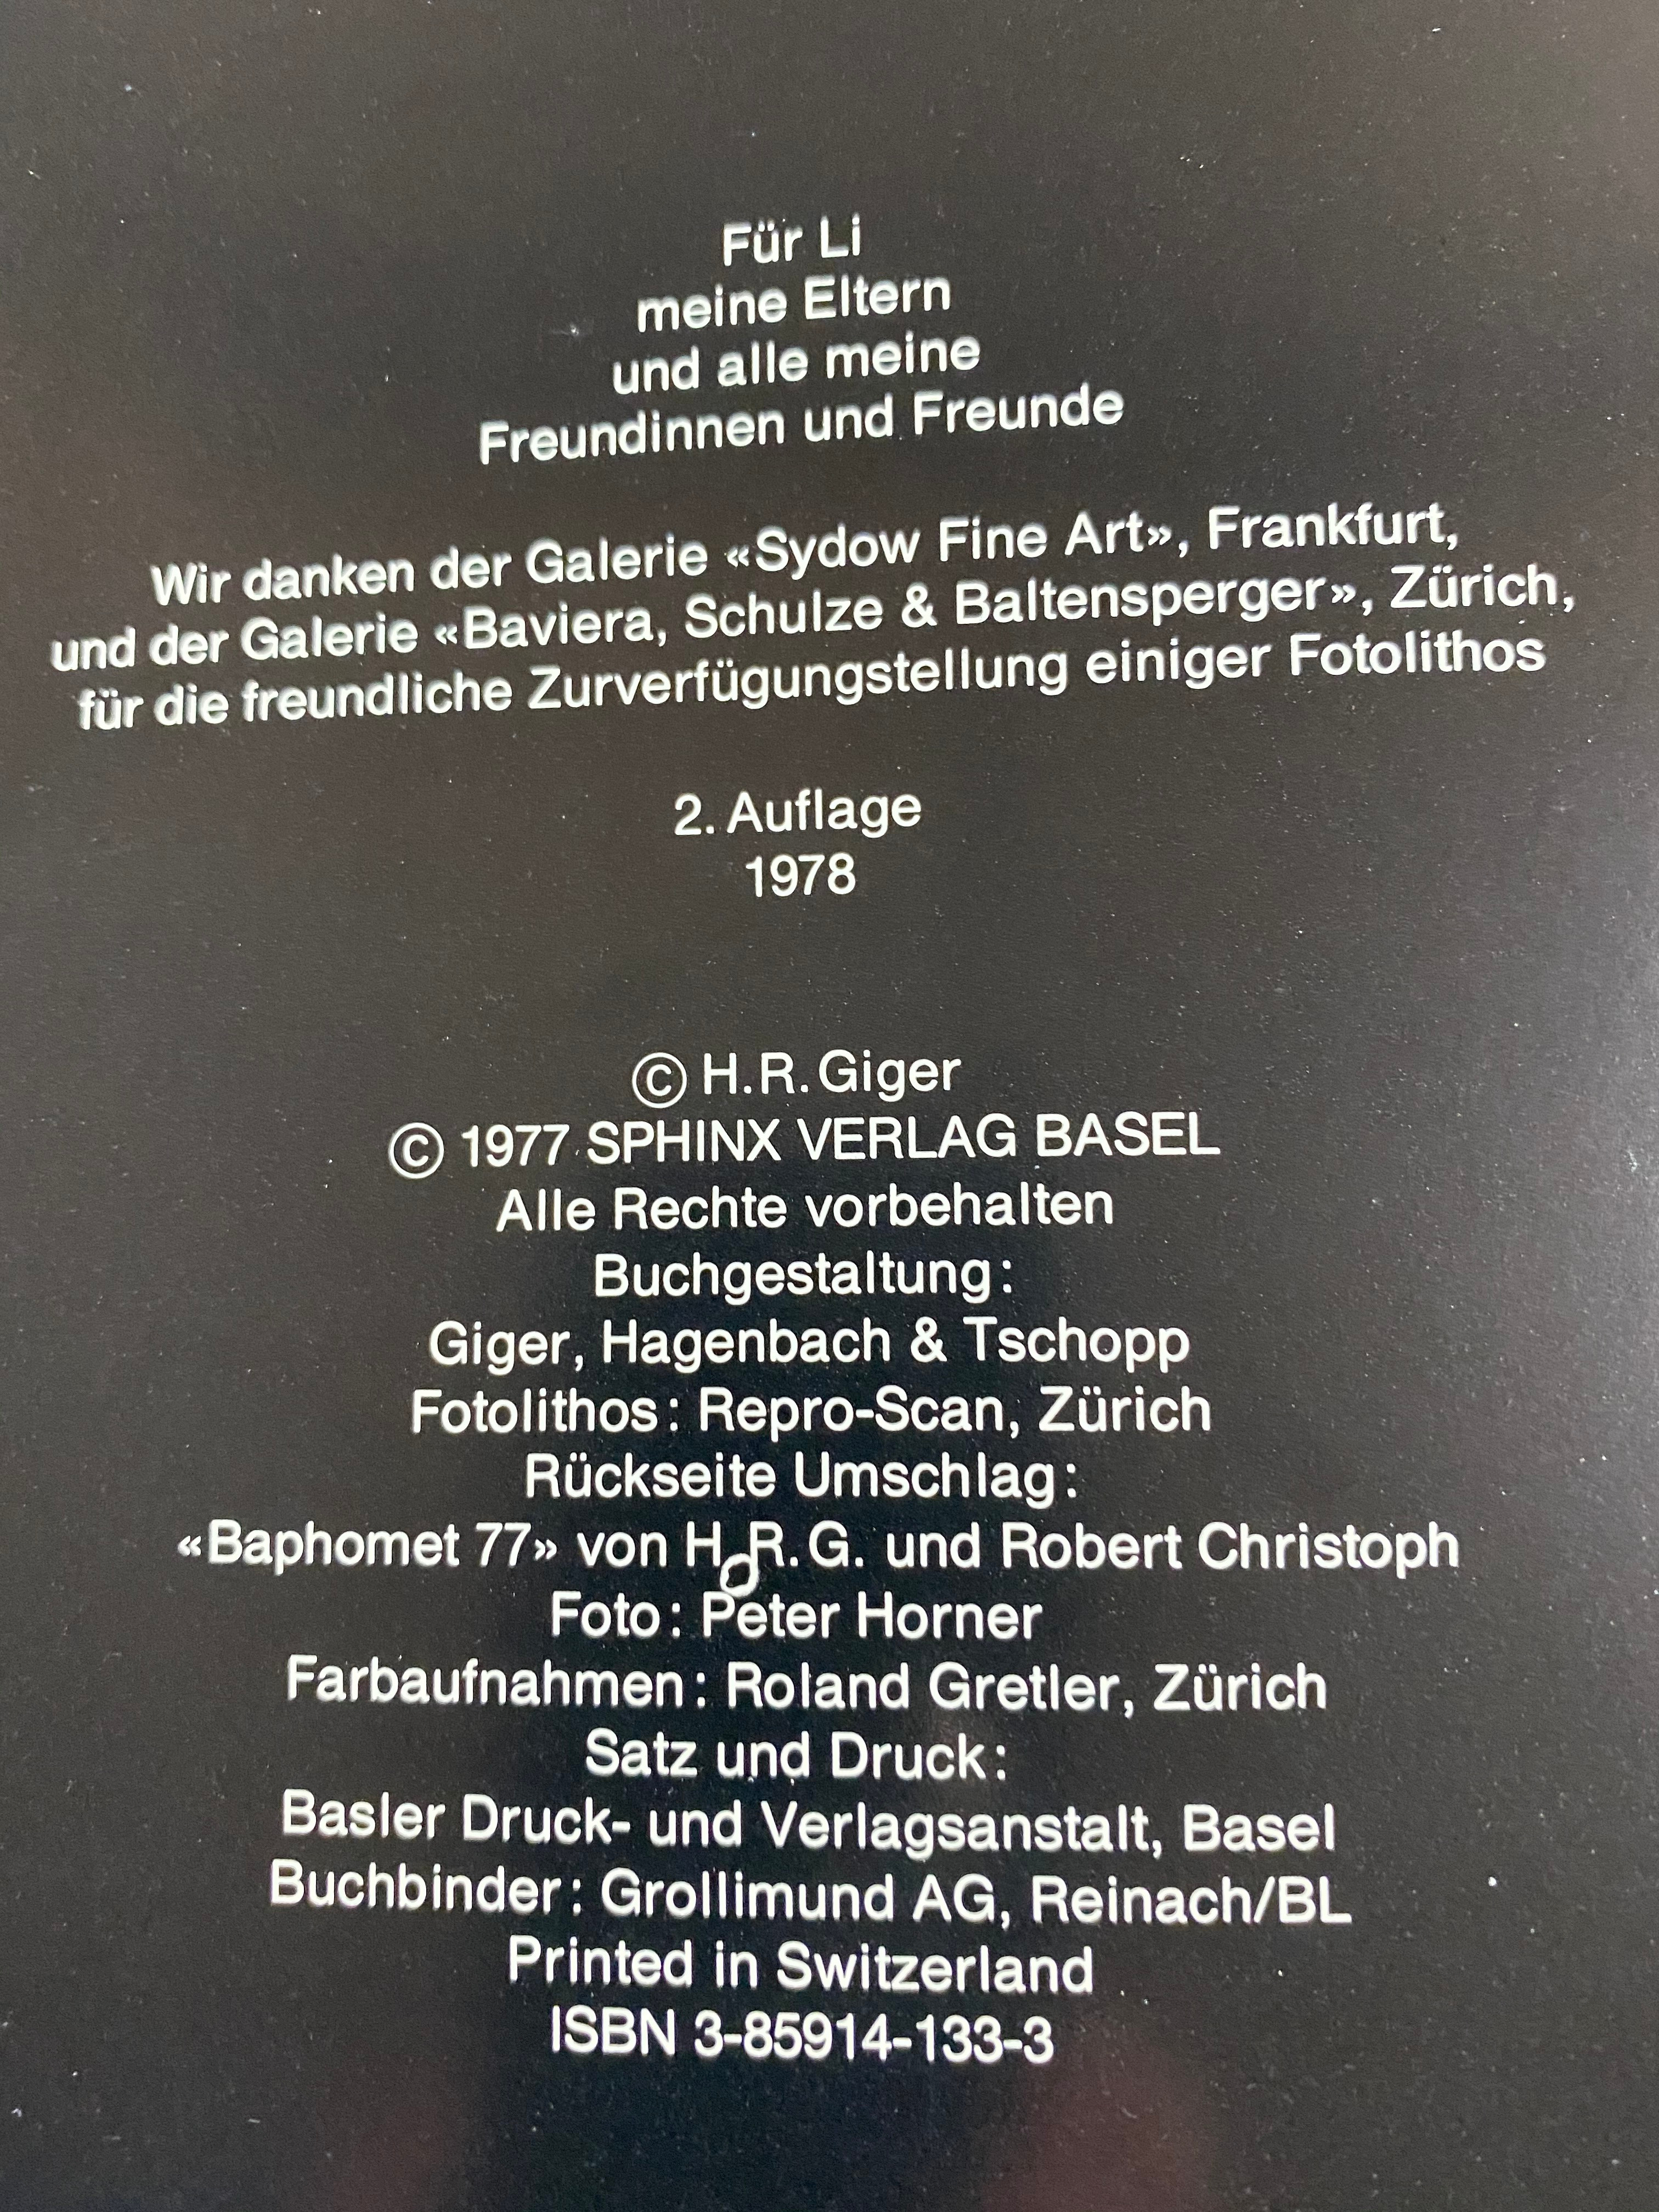 Für Li
meine Eltern
und alle meine
Freundinnen und Freunde
Wir danken der Galerie «Sydow Fine Art», Frankfurt,
und der Galerie «Baviera, Schulze & Baltensperger», Zürich,
für die freundliche Zurverfügungstellung einiger Fotolithos
2. Auflage
1978
© H.R. Giger
© 1977 SPHINX VERLAG BASEL
Alle Rechte vorbehalten
Buchgestaltung:
Giger, Hagenbach & Tschopp
Fotolithos: Repro-Scan, Zürich
Rückseite Umschlag:
«Baphomet 77» von H.R.G. und Robert Christoph
Foto: Peter Horner
Farbaufnahmen: Roland Gretler, Zürich
Satz und Druck:
Basler Druck- und Verlagsanstalt, Basel
Buchbinder: Grollimund AG, Reinach/BL
Printed in Switzerland
ISBN 3-85914-133-3